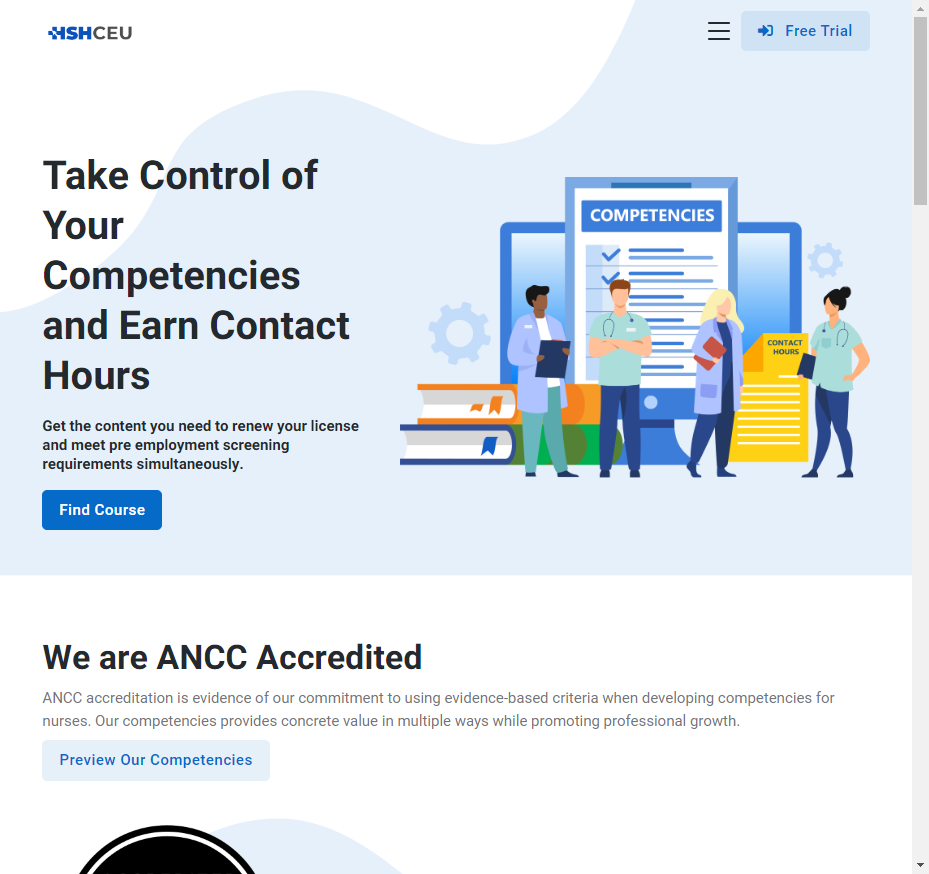 HSHCEU
Free Trial
Take Control of
Your
Competencies
and Earn Contact
Hours
Get the content you need to renew your license
and meet pre employment screening
requirements simultaneously.
Find Course
COMPETENCIES
CONTACT
HOURS
We are ANCC Accredited
ANCC accreditation is evidence of our commitment to using evidence-based criteria when developing competencies for
nurses. Our competencies provides concrete value in multiple ways while promoting professional growth.
Preview Our Competencies